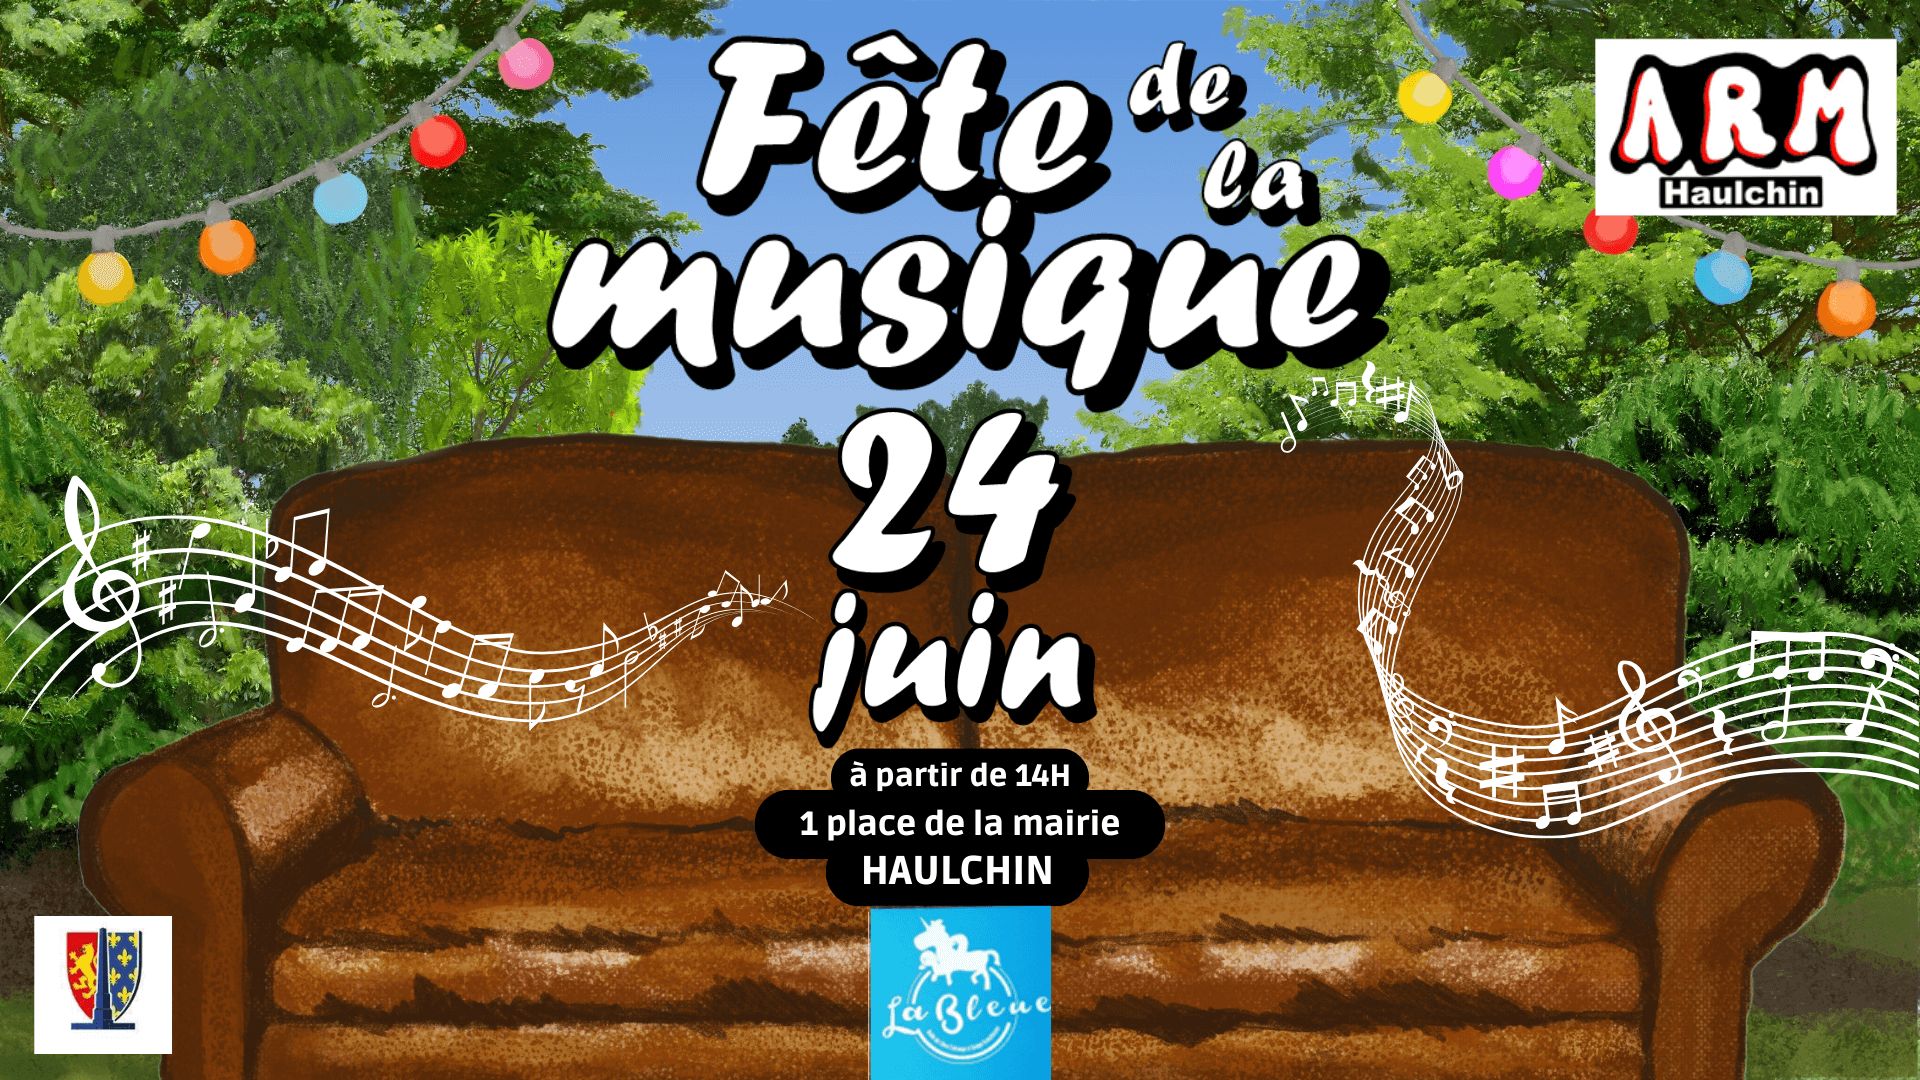 Fête de la
musique
24
juin
à partir de 14H
1 place de la mairie
HAULCHIN
ARM
Haulchin
La Bleue